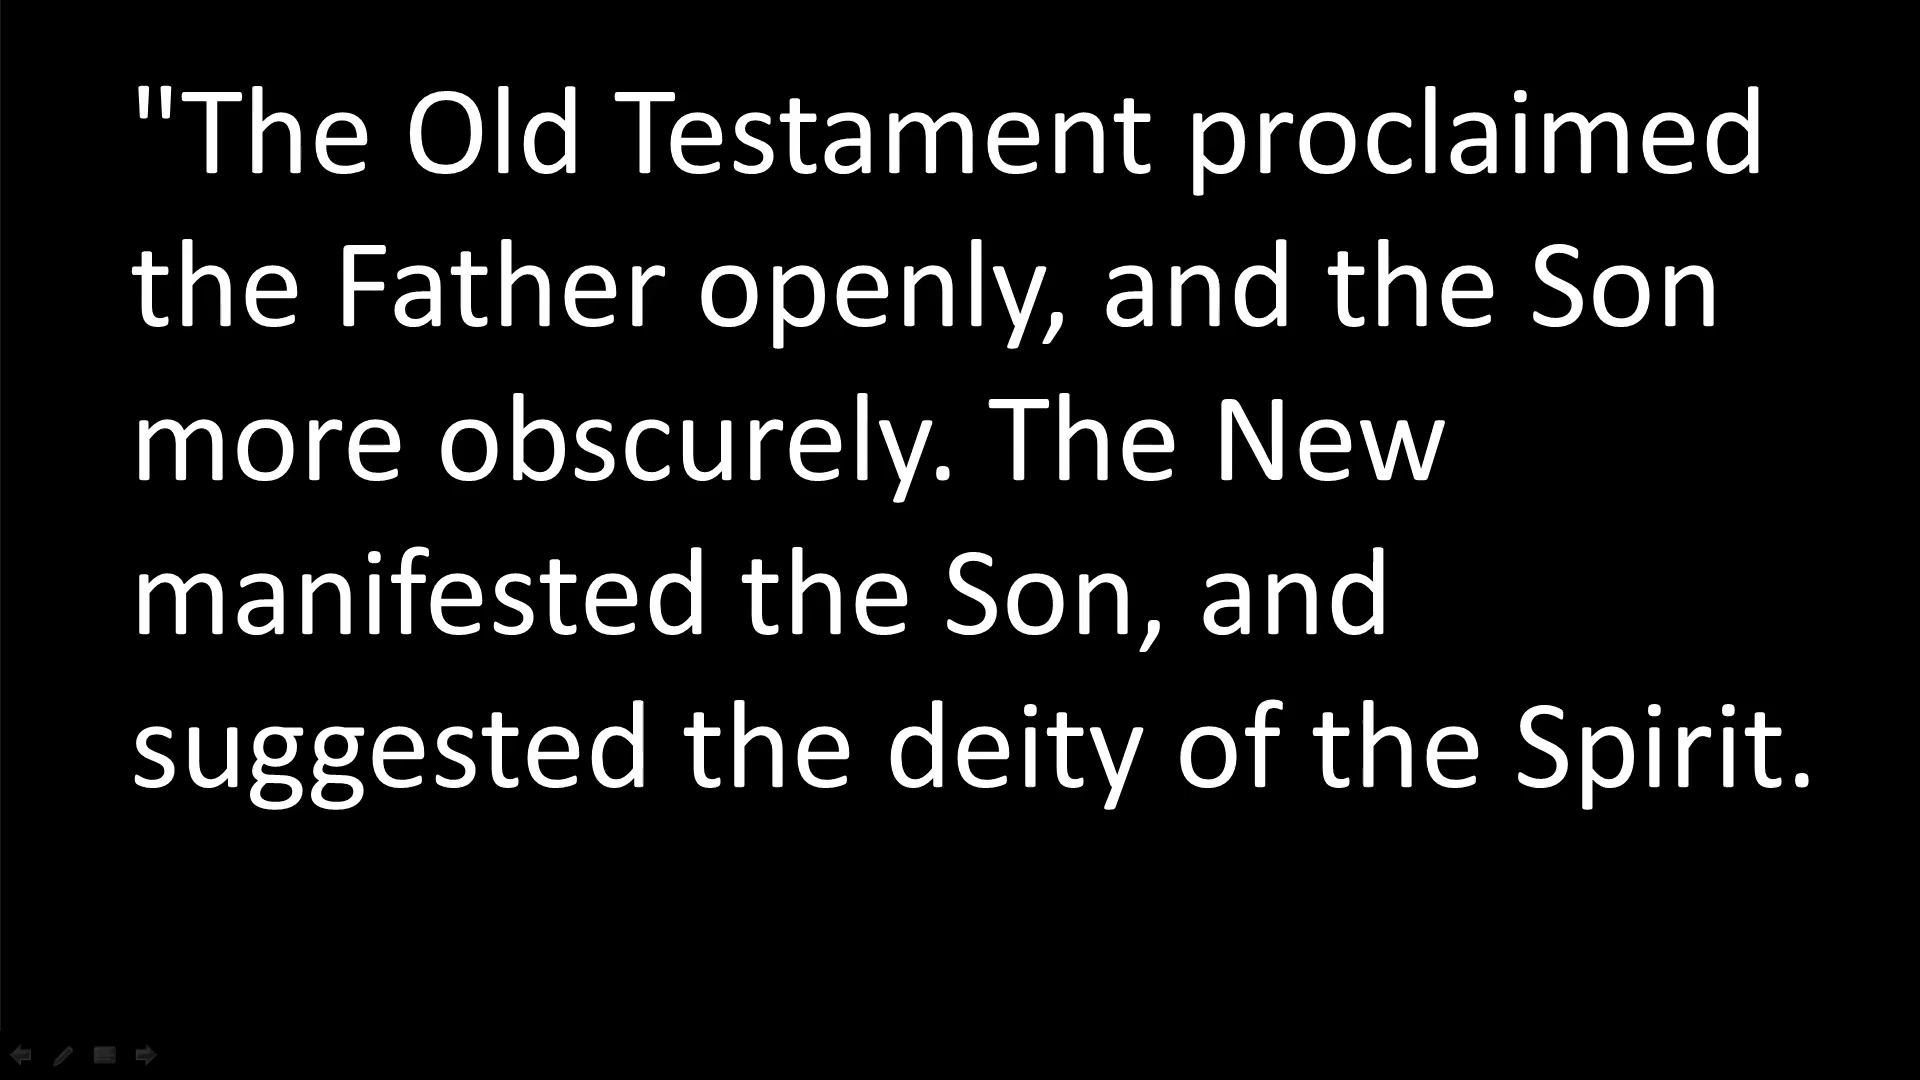 "The Old Testament proclaimed
the Father openly, and the Son
more obscurely. The New
manifested the Son, and
suggested the deity of the Spirit.